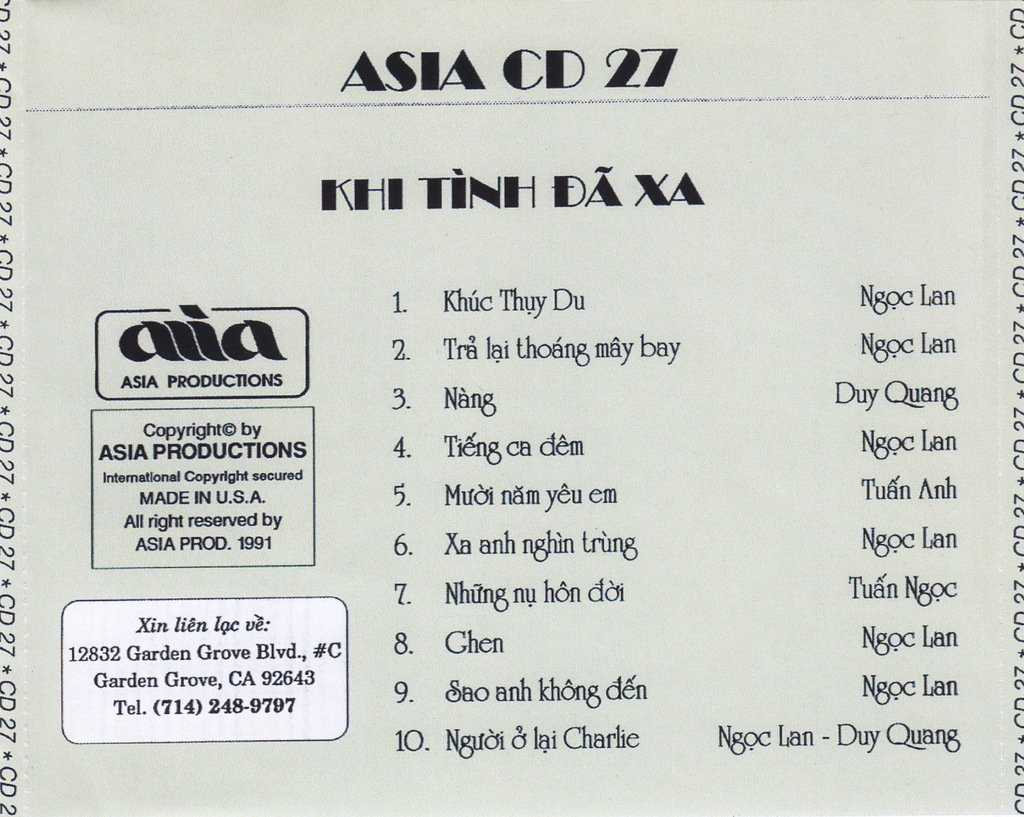 ASIA CD 27
KHI TÌNH ĐÃ XA
1. Khúc Thụy Du Ngọc Lan
2. Trả lại thoáng mây bay Ngọc Lan
3. Nàng Duy Quang
4. Tiếng ca đêm Ngọc Lan
5. Mười năm yêu em Tuấn Anh
6. Xa anh nghìn trùng Ngọc Lan
7. Những nụ hôn đời Tuấn Ngọc
8. Ghen Ngọc Lan
9. Sao anh không đến Ngọc Lan
10. Người ở lại Charlie Ngọc Lan - Duy Quang
asia
ASIA PRODUCTIONS
Copyright© by
ASIA PRODUCTIONS
International Copyright secured
MADE IN U.S.A.
All right reserved by
ASIA PROD. 1991
Xin liên lạc về:
12832 Garden Grove Blvd., #C
Garden Grove, CA 92643
Tel. (714) 248-9797
CD 27 * CD 27 * CD 27 * CD 27 * CD 27 * CD 27 * CD 27 * CD 27 * CD 27 * CD 2
CD 27 * CD 27 * CD 27 * CD 27 * CD 27 * CD 27 * CD 27 * CD 27 * CD 27 * CD